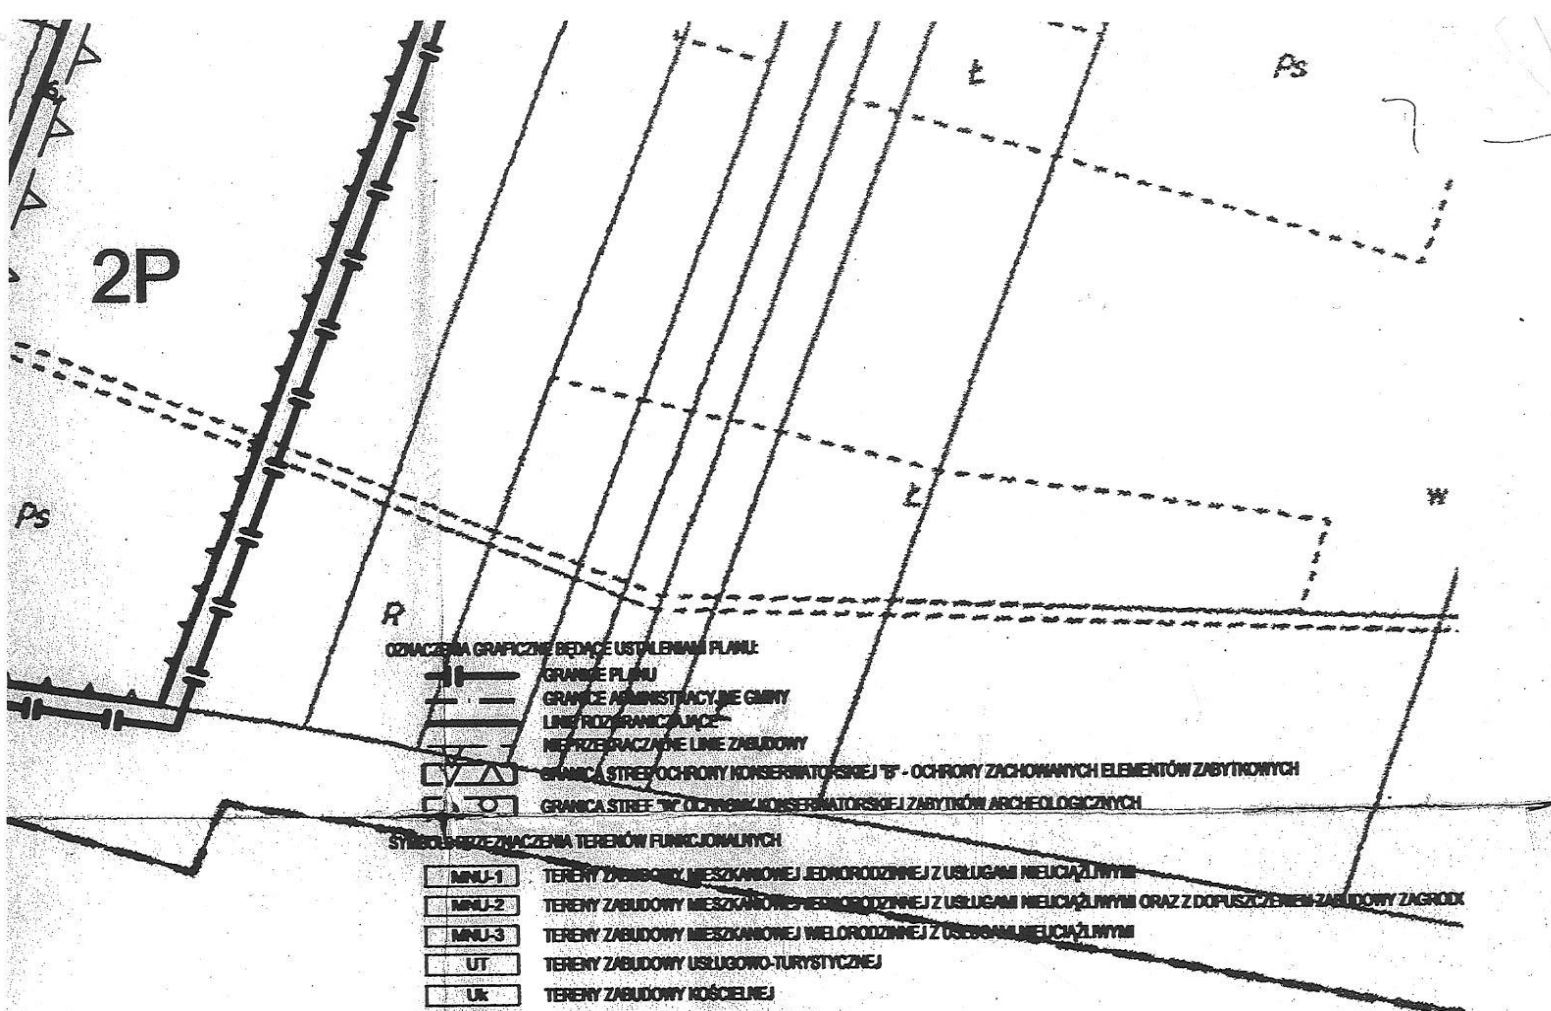 Ł
Ps
2P
Ps
Ł
W
R
OZNACZENIA GRAFICZNE BĘDĄCE USTALENIAMI PLANU:
GRANICE PLANU
GRANICE ADMINISTRACYJNE GMINY
LINIE ROZGRANICZAJĄCE
NIEPRZEKRACZALNE LINIE ZABUDOWY
GRANICA STREF OCHRONY KONSERWATORSKIEJ "B" - OCHRONY ZACHOWANYCH ELEMENTÓW ZABYTKOWYCH
GRANICA STREF "W" OCHRONY KONSERWATORSKIEJ ZABYTKÓW ARCHEOLOGICZNYCH
SYMBOLE PRZEZNACZENIA TERENÓW FUNKCJONALNYCH
MNU-1 TERENY ZABUDOWY MIESZKANIOWEJ JEDNORODZINNEJ Z USŁUGAMI NIEUCIĄŻLIWYMI
MNU-2 TERENY ZABUDOWY MIESZKANIOWEJ JEDNORODZINNEJ Z USŁUGAMI NIEUCIĄŻLIWYMI ORAZ Z DOPUSZCZENIEM ZABUDOWY
MNU-3 TERENY ZABUDOWY MIESZKANIOWEJ WIELORODZINNEJ Z USŁUGAMI NIEUCIĄŻLIWYMI
UT TERENY ZABUDOWY USŁUGOWO-TURYSTYCZNEJ
Uk TERENY ZABUDOWY KOŚCIELNEJ